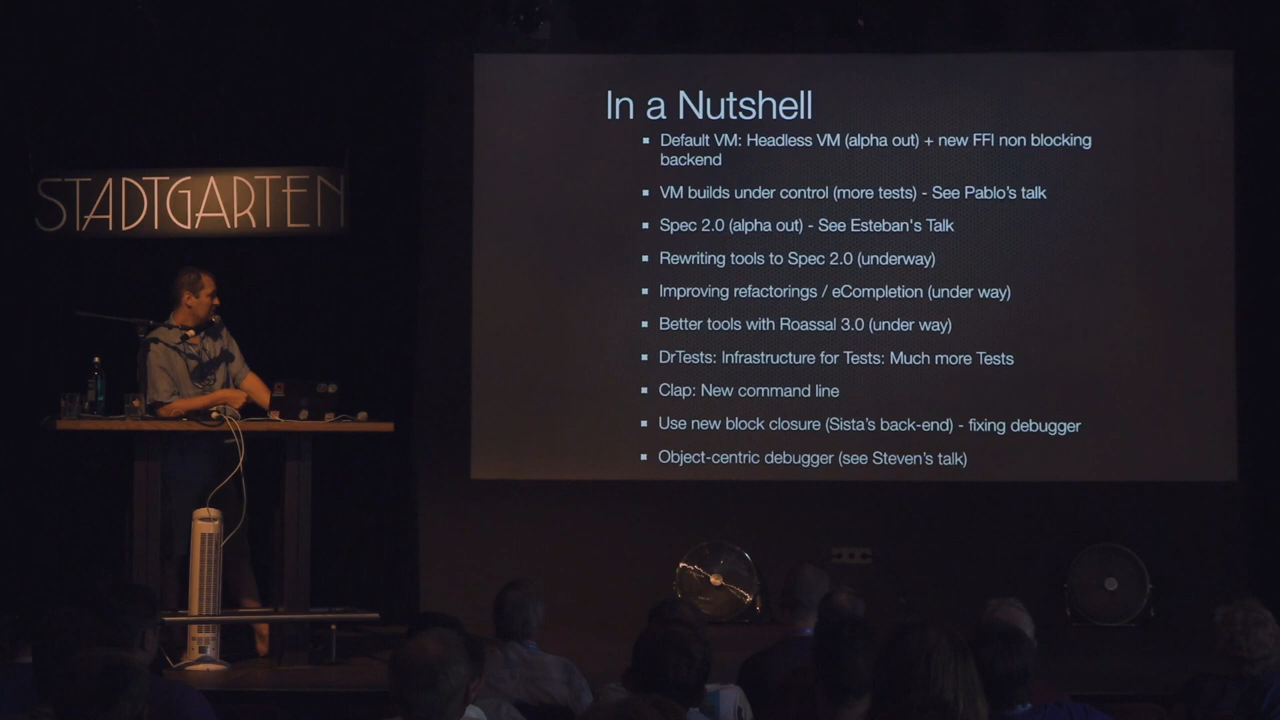 STADTGARTEN
In a Nutshell
Default VM: Headless VM (alpha out) + new FFI non blocking
backend
VM builds under control (more tests) - See Pablo's talk
Spec 2.0 (alpha out) - See Esteban's Talk
Rewriting tools to Spec 2.0 (underway)
Improving refactorings / eCompletion (under way)
Better tools with Roassal 3.0 (under way)
DrTests: Infrastructure for Tests: Much more Tests
Clap: New command line
Use new block closure (Sista's back-end) - fixing debugger
Object-centric debugger (see Steven's talk)